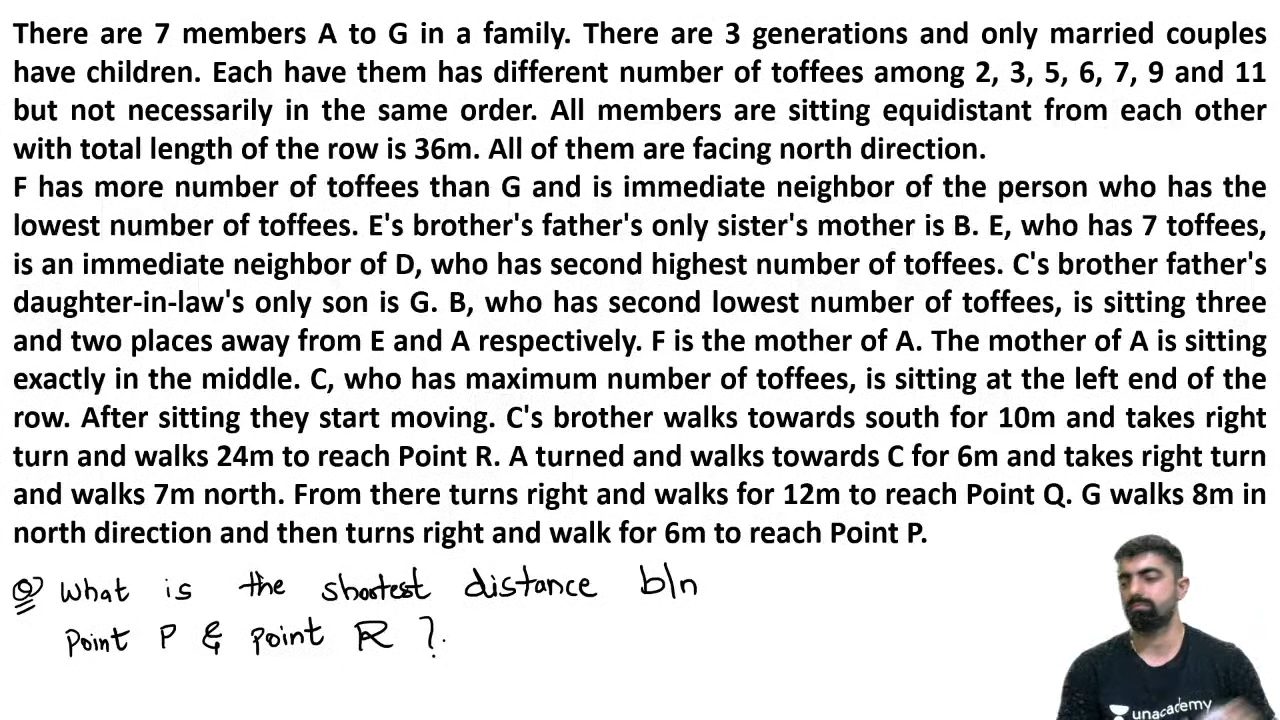 There are 7 members A to G in a family. There are 3 generations and only married couples
have children. Each have them has different number of toffees among 2, 3, 5, 6, 7, 9 and 11
but not necessarily in the same order. All members are sitting equidistant from each other
with total length of the row is 36m. All of them are facing north direction.
F has more number of toffees than G and is immediate neighbor of the person who has the
lowest number of toffees. E's brother's father's only sister's mother is B. E, who has 7 toffees,
is an immediate neighbor of D, who has second highest number of toffees. C's brother father's
daughter-in-law's only son is G. B, who has second lowest number of toffees, is sitting three
and two places away from E and A respectively. F is the mother of A. The mother of A is sitting
exactly in the middle. C, who has maximum number of toffees, is sitting at the left end of the
row. After sitting they start moving. C's brother walks towards south for 10m and takes right
turn and walks 24m to reach Point R. A turned and walks towards C for 6m and takes right turn
and walks 7m north. From there turns right and walks for 12m to reach Point Q. G walks 8m in
north direction and then turns right and walk for 6m to reach Point P.
Q) What is the shortest distance b/n
Point P & point R ?.
unacademy